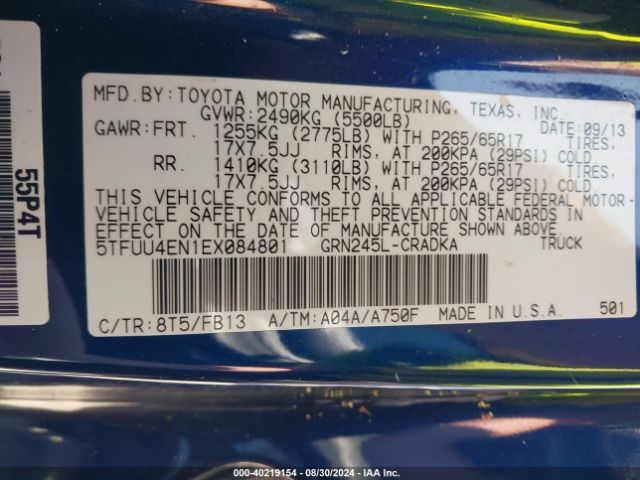 MFD.BY:TOYOTA MOTOR MANUFACTURING, TEXAS, INC.
GVWR:2490KG (5500LB) DATE:09/13
GAWR:FRT. 1255KG (2775LB) WITH P265/65R17 TIRES,
17X7.5JJ RIMS, AT 200KPA (29PSI) COLD
RR. 1410KG (3110LB) WITH P265/65R17 TIRES,
17X7.5JJ RIMS, AT 200KPA (29PSI) COLD
THIS VEHICLE CONFORMS TO ALL APPLICABLE FEDERAL MOTOR-
VEHICLE SAFETY AND THEFT PREVENTION STANDARDS IN
EFFECT ON THE DATE OF MANUFACTURE SHOWN ABOVE.
5TFUU4EN1EX084801 GRN245L-CRADKA TRUCK
C/TR:8T5/FB13 A/TM:A04A/A750F MADE IN U.S.A. 501
55P4T
000-40219154 - 08/30/2024 - IAA Inc.